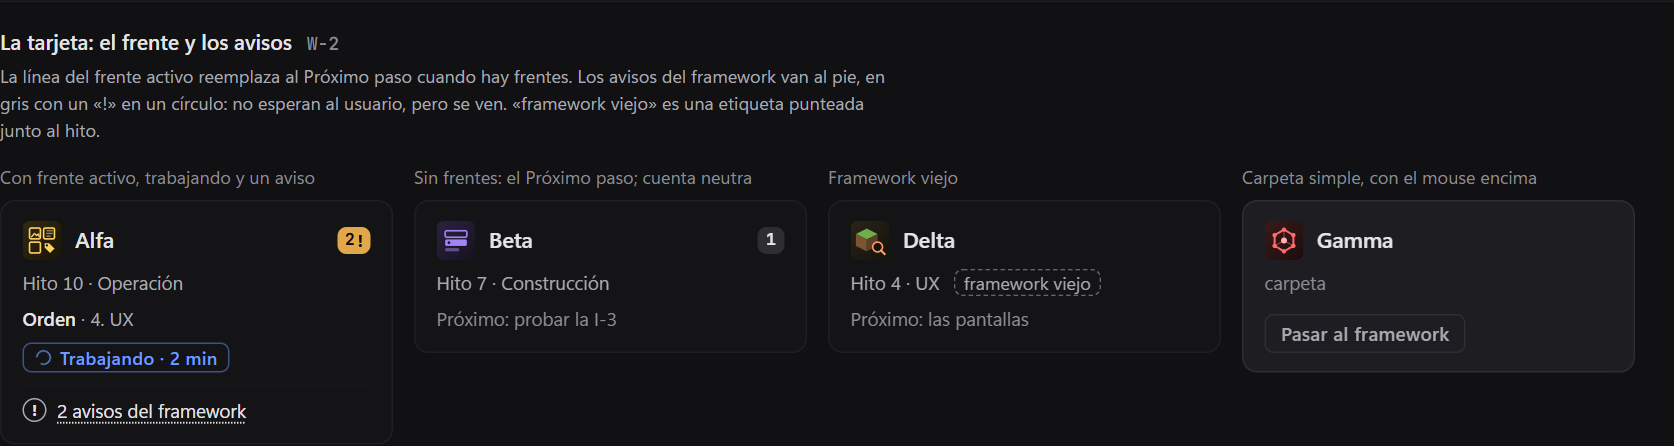 La tarjeta: el frente y los avisos W-2
La línea del frente activo reemplaza al Próximo paso cuando hay frentes. Los avisos del framework van al pie, en
gris con un «!» en un círculo: no esperan al usuario, pero se ven. «framework viejo» es una etiqueta punteada
junto al hito.
Con frente activo, trabajando y un aviso
Alfa
2!
Hito 10 · Operación
Orden · 4. UX
Trabajando · 2 min
! 2 avisos del framework
Sin frentes: el Próximo paso; cuenta neutra
Beta
1
Hito 7 · Construcción
Próximo: probar la I-3
Framework viejo
Delta
Hito 4 · UX framework viejo
Próximo: las pantallas
Carpeta simple, con el mouse encima
Gamma
carpeta
Pasar al framework